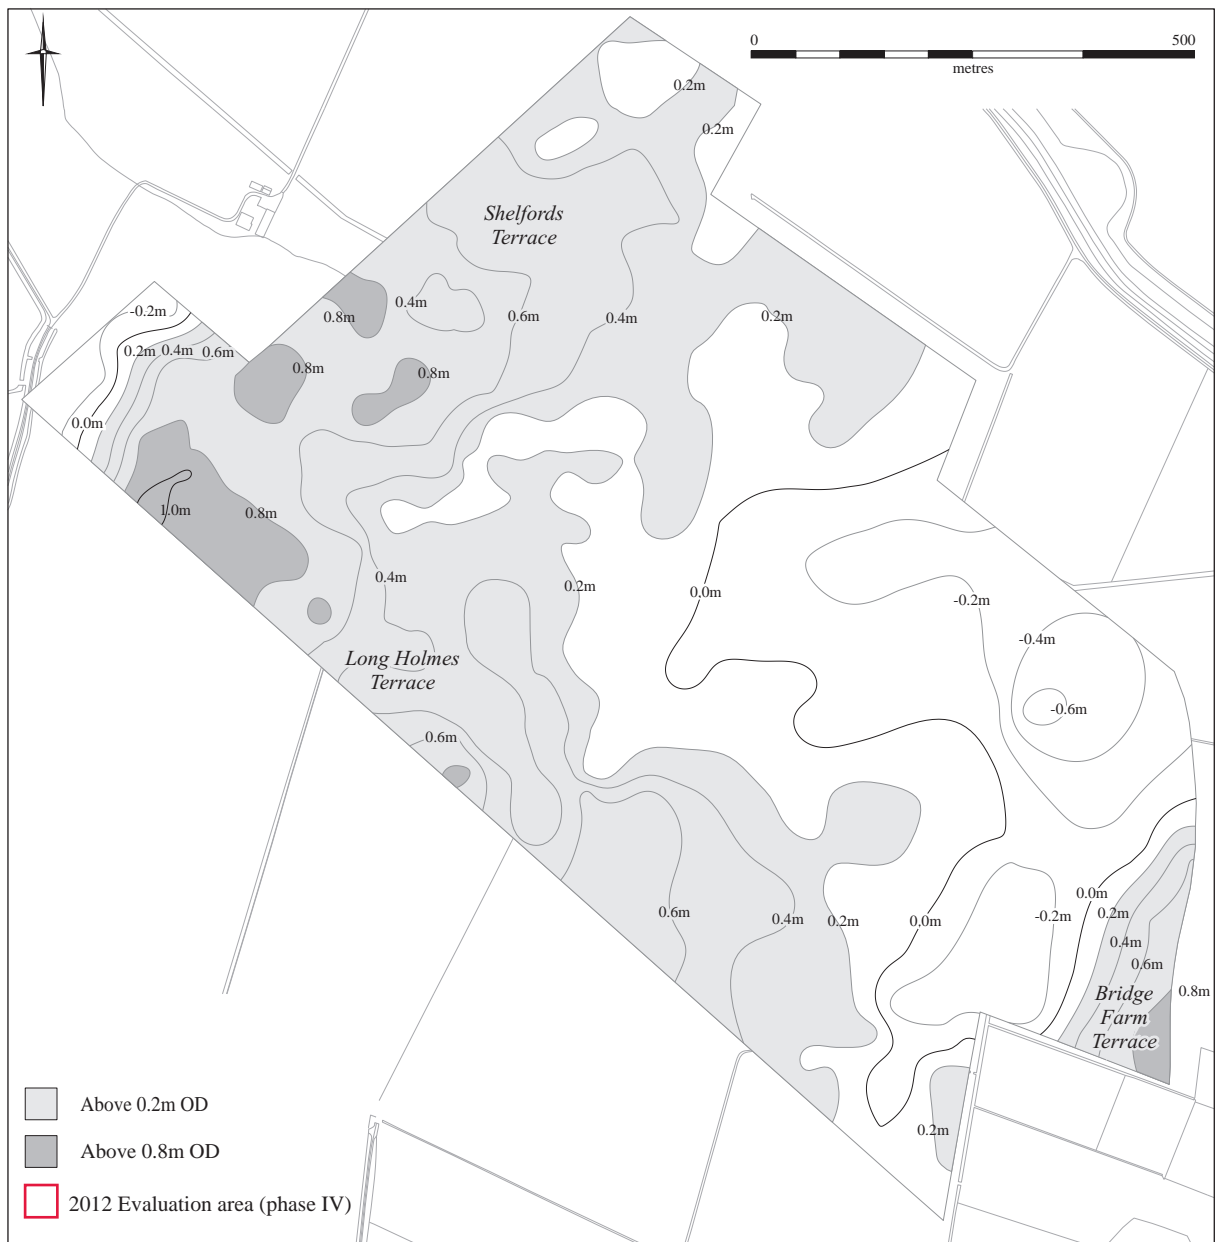 0 500
metres
0.2m
0.2m
Shelfords
Terrace
-0.2m
0.4m
0.8m
0.6m
0.4m
0.2m
0.2m 0.4m 0.6m
0.8m
0.8m
0.0m
1.0m
0.8m
0.4m
0.2m
0.0m
-0.2m
-0.4m
Long Holmes
Terrace
-0.6m
0.6m
0.0m
0.6m
0.4m
0.2m
0.0m
-0.2m
0.2m
0.4m
0.6m
0.8m
Bridge
Farm
Terrace
Above 0.2m OD
0.2m
Above 0.8m OD
2012 Evaluation area (phase IV)